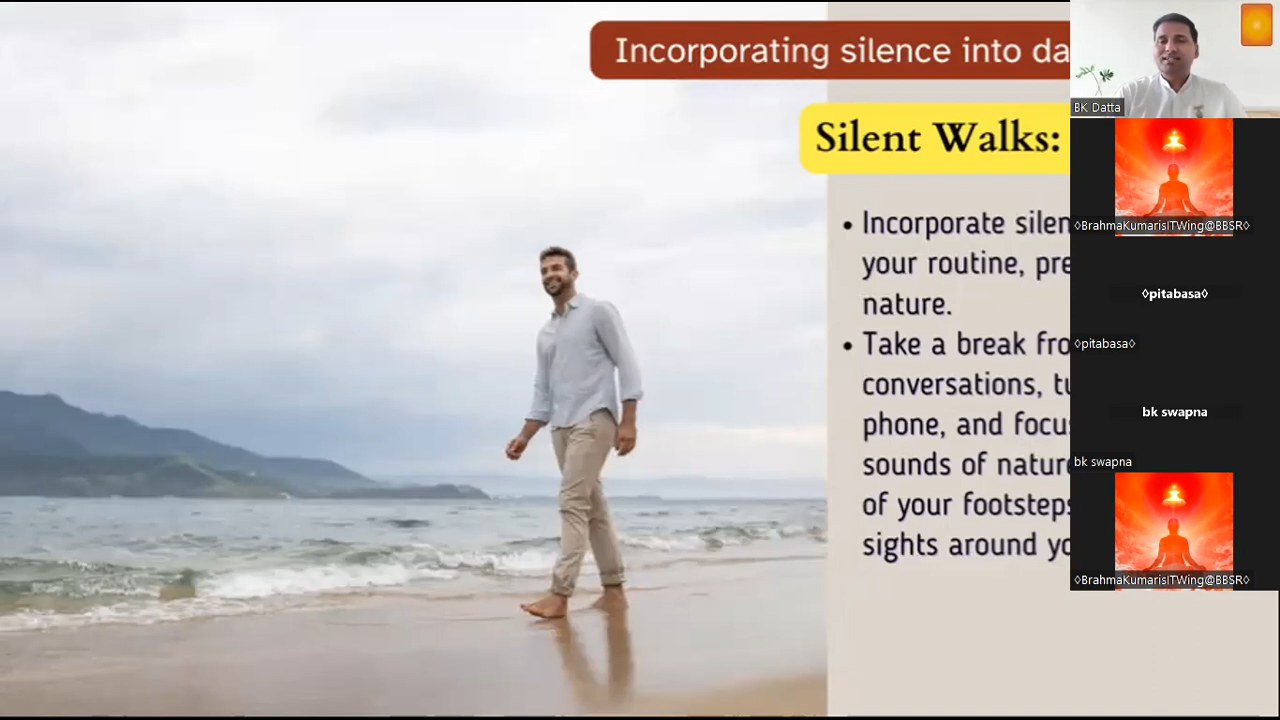 Incorporating silence into da
Silent Walks:
• Incorporate silen
your routine, pre
nature.
• Take a break fro
conversations, tu
phone, and focu
sounds of nature
of your footsteps
sights around yo
BK Datta
◊BrahmaKumarisITWing@BBSR◊
◊pitabasa◊
◊pitabasa◊
bk swapna
bk swapna
◊BrahmaKumarisITWing@BBSR◊